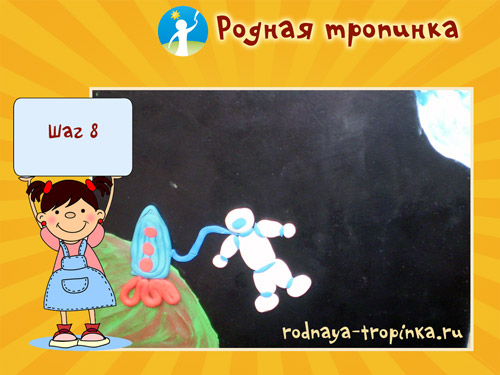 Родная тропинка
Шаг 8
rodnaya-tropinka.ru